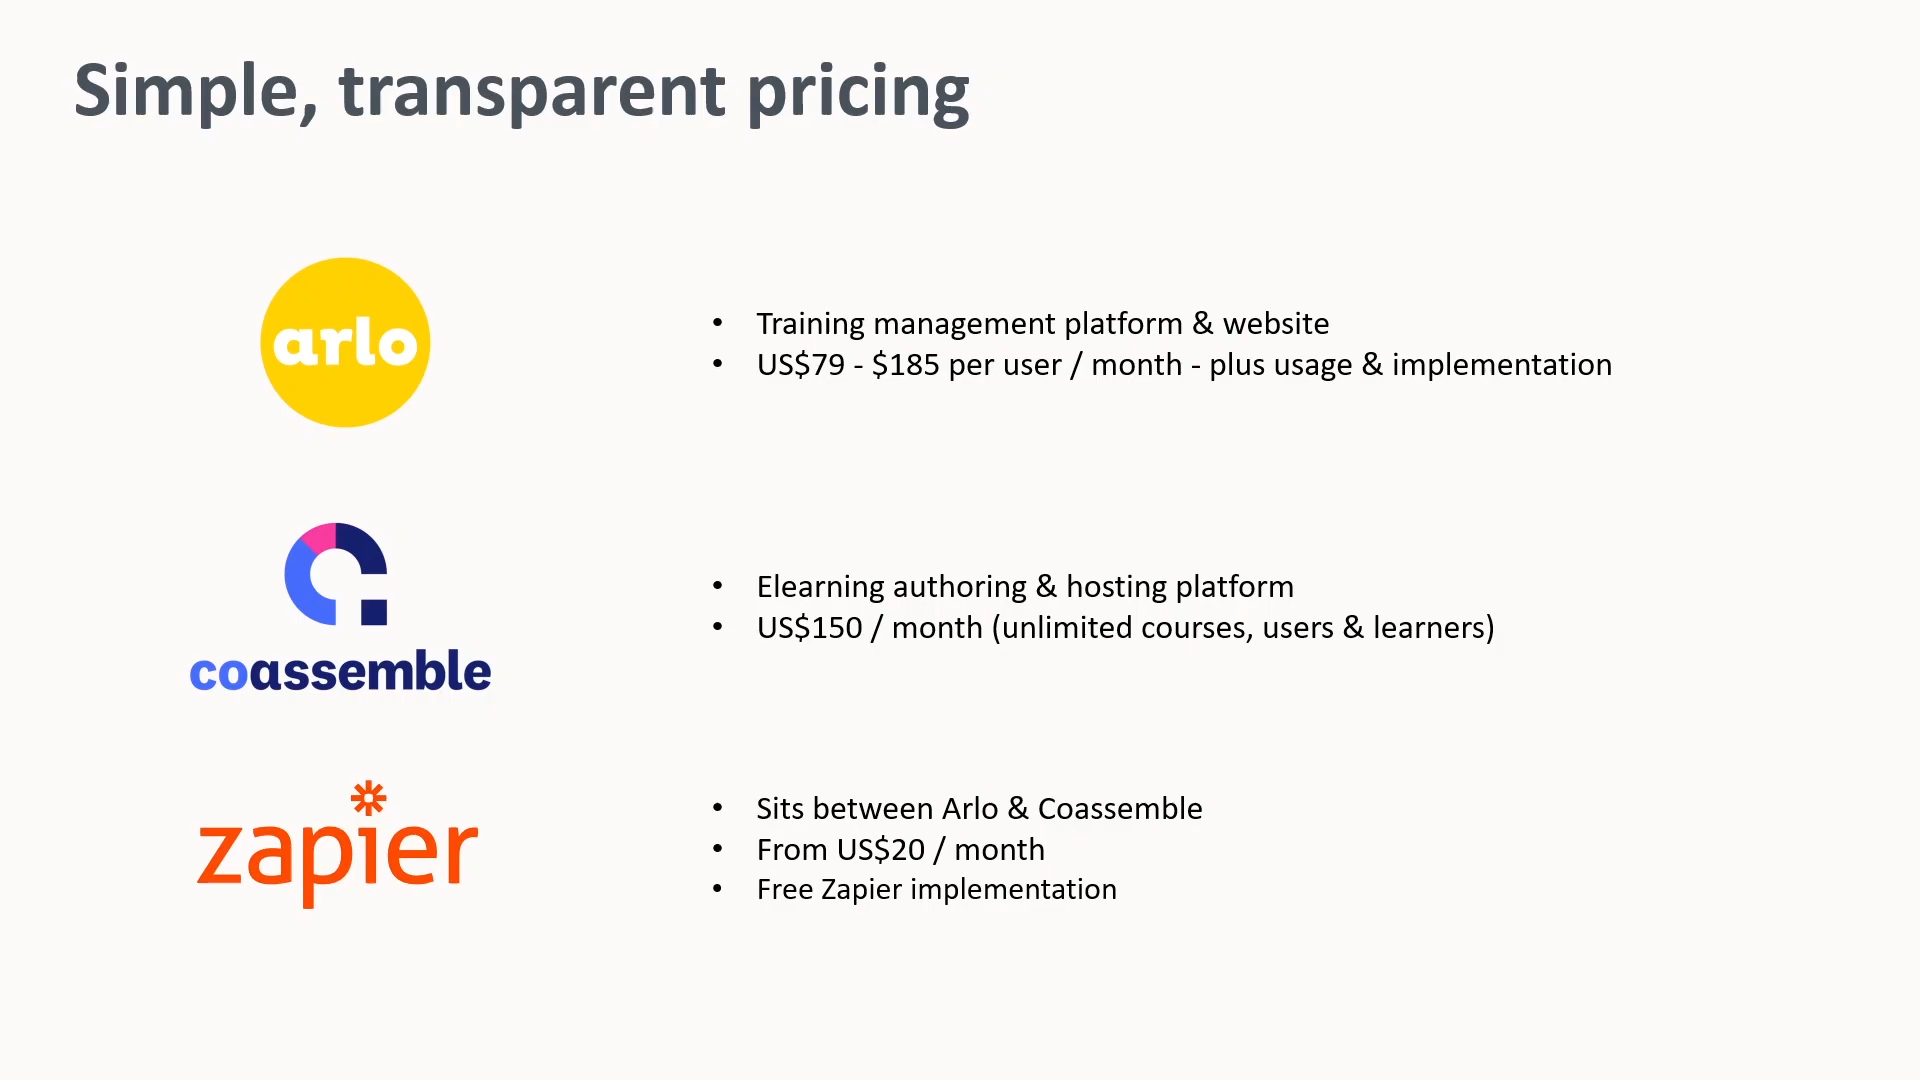 Simple, transparent pricing
arlo
• Training management platform & website
• US$79 - $185 per user / month - plus usage & implementation
coassemble
• Elearning authoring & hosting platform
• US$150 / month (unlimited courses, users & learners)
zapier
• Sits between Arlo & Coassemble
• From US$20 / month
• Free Zapier implementation